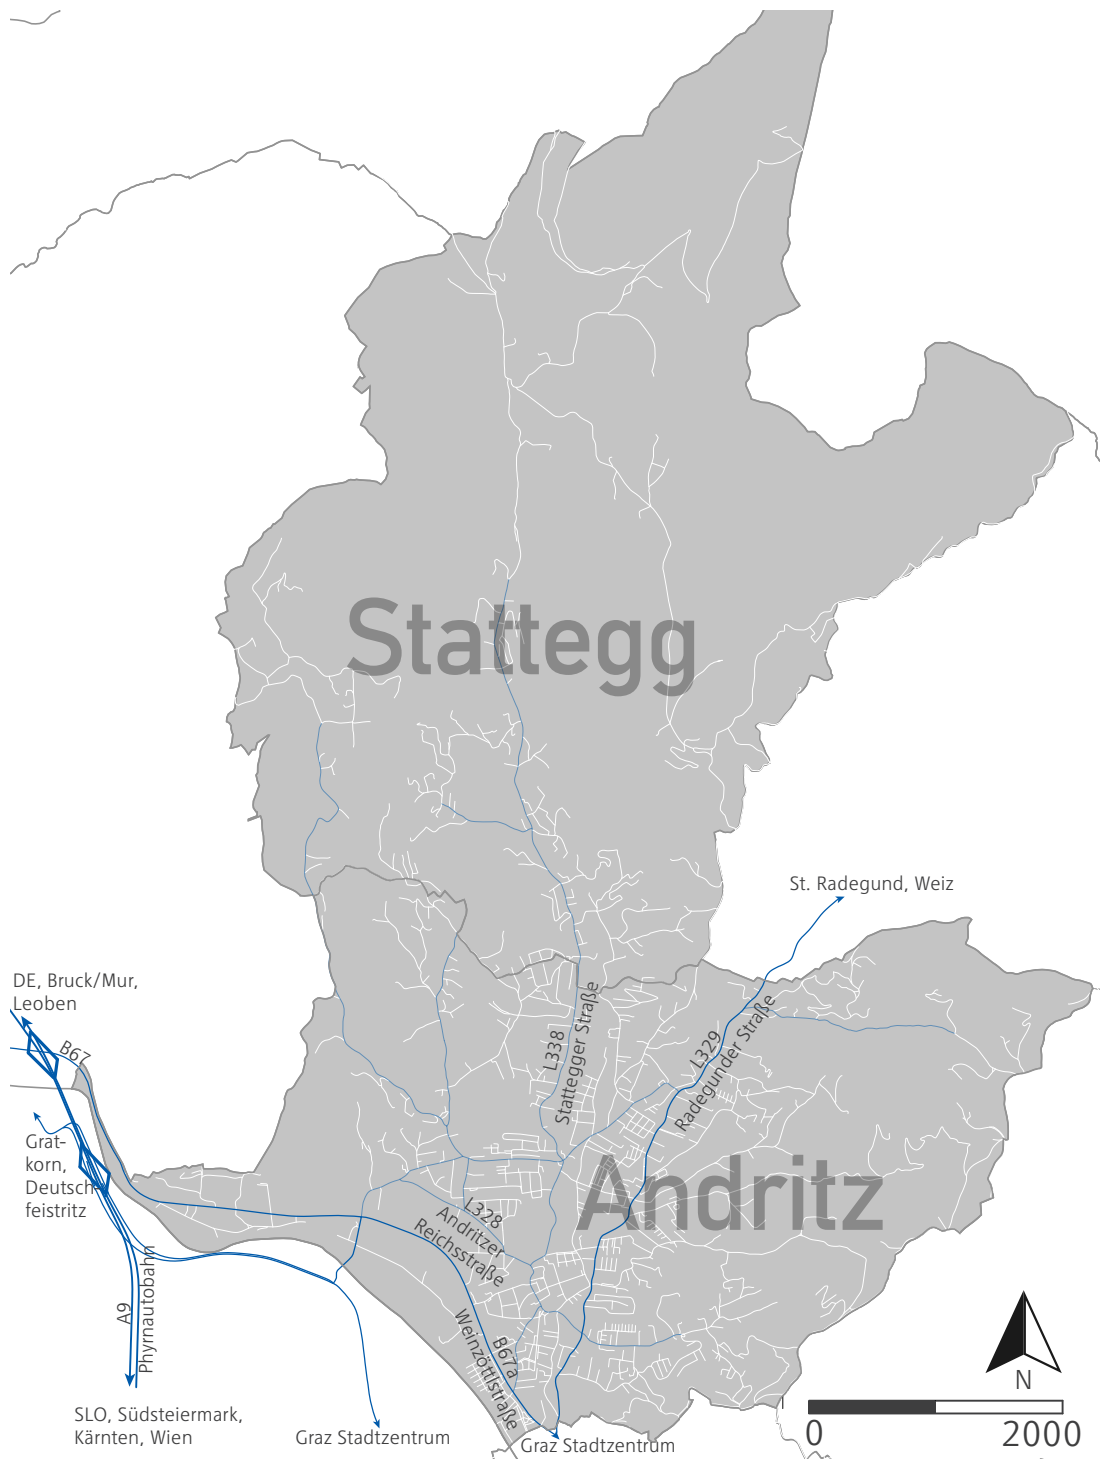 Stattegg
St. Radegund, Weiz
DE, Bruck/Mur,
Leoben
B67
L338
Stattegger Straße
L329
Radegunder Straße
Grat-
korn,
Deutsch-
feistritz
Andritz
L328
Andritzer
Reichsstraße
A9
Phyrnautobahn
B67a
Weinzöttlstraße
SLO, Südsteiermark,
Kärnten, Wien
Graz Stadtzentrum
Graz Stadtzentrum
N
0 2000